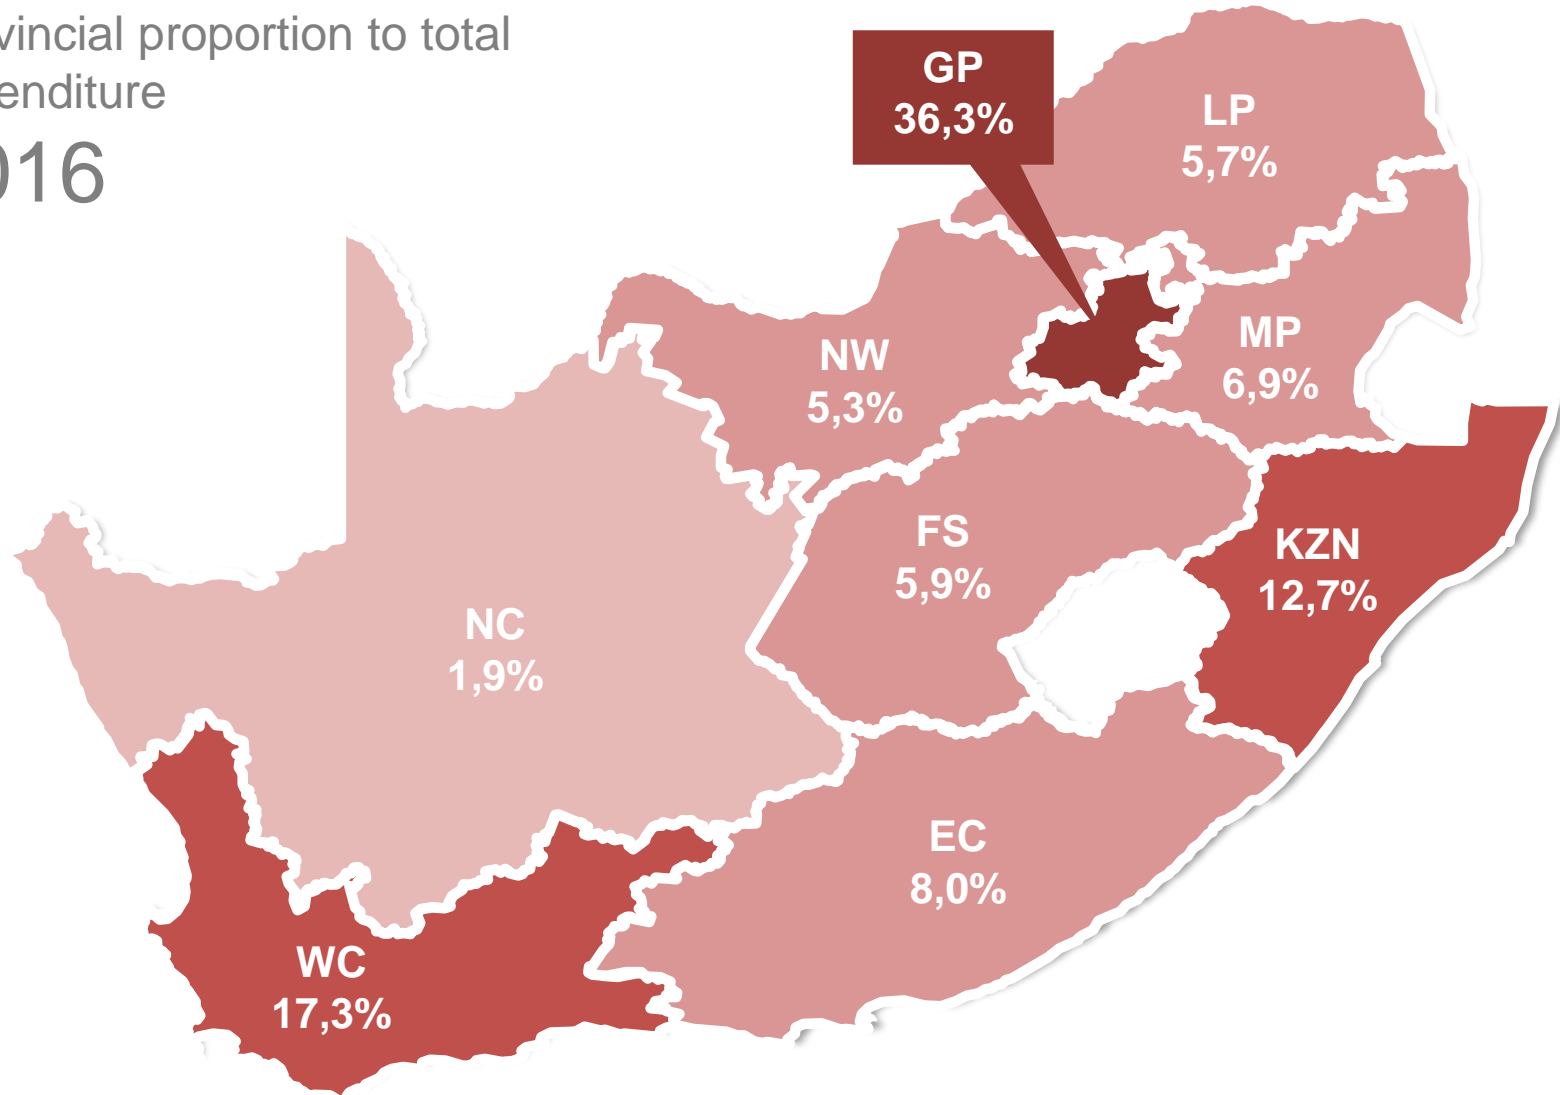 vincial proportion to total
enditure
016
GP
36,3%
LP
5,7%
NW
5,3%
MP
6,9%
FS
5,9%
KZN
12,7%
NC
1,9%
EC
8,0%
WC
17,3%